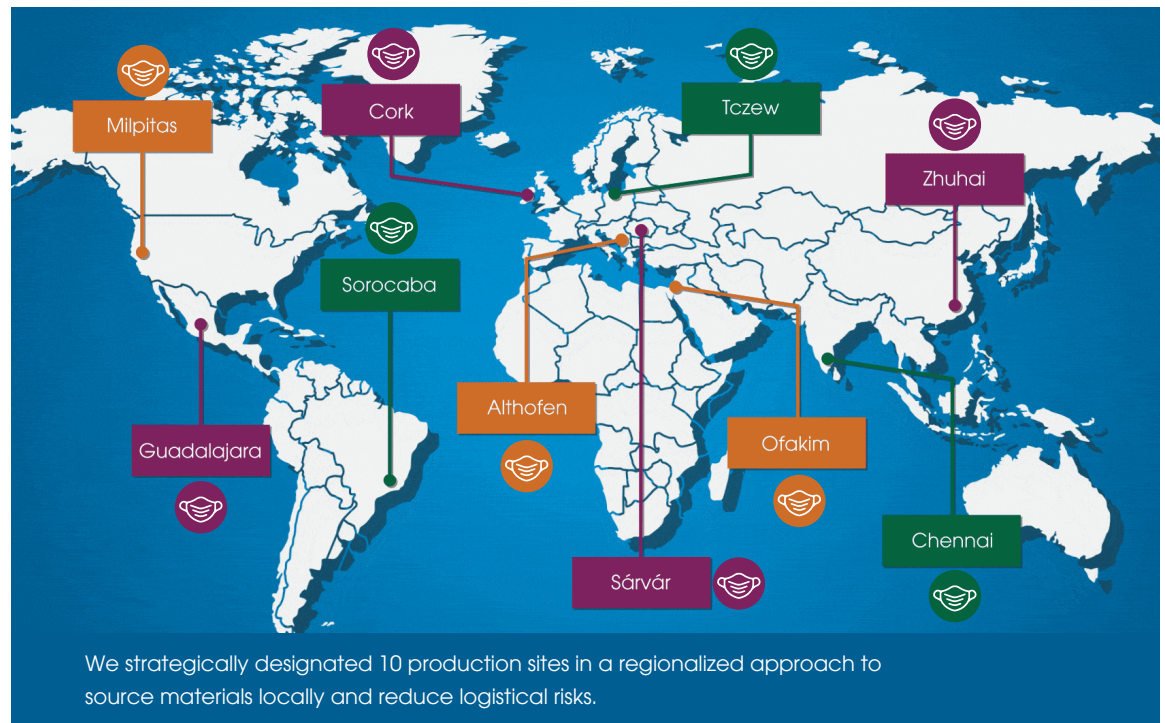 Milpitas
Cork
Tczew
Zhuhai
Sorocaba
Althofen
Guadalajara
Ofakim
Chennai
Sárvár
We strategically designated 10 production sites in a regionalized approach to
source materials locally and reduce logistical risks.